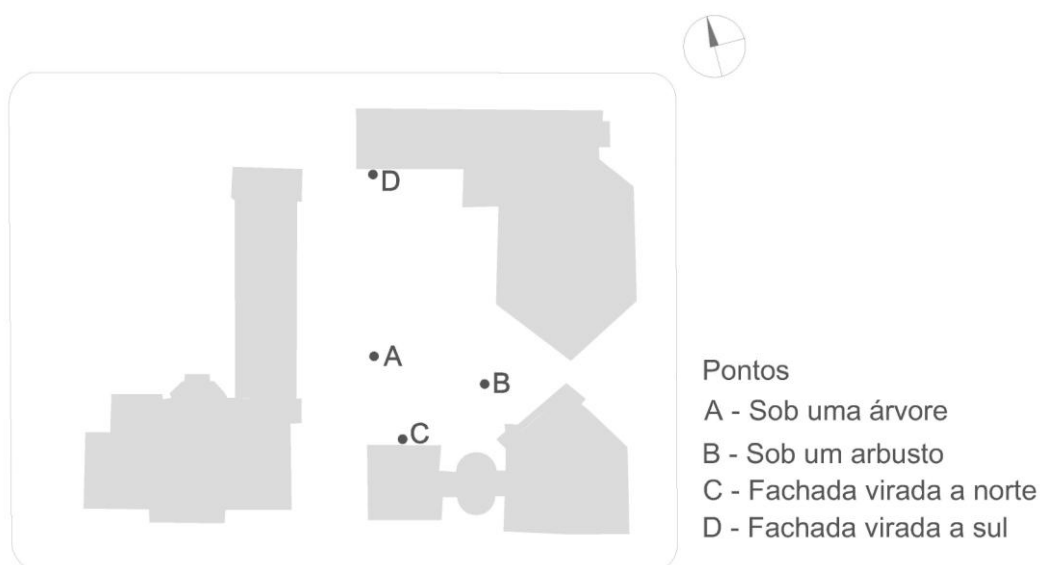 D
A
B
C
Pontos
A - Sob uma árvore
B - Sob um arbusto
C - Fachada virada a norte
D - Fachada virada a sul